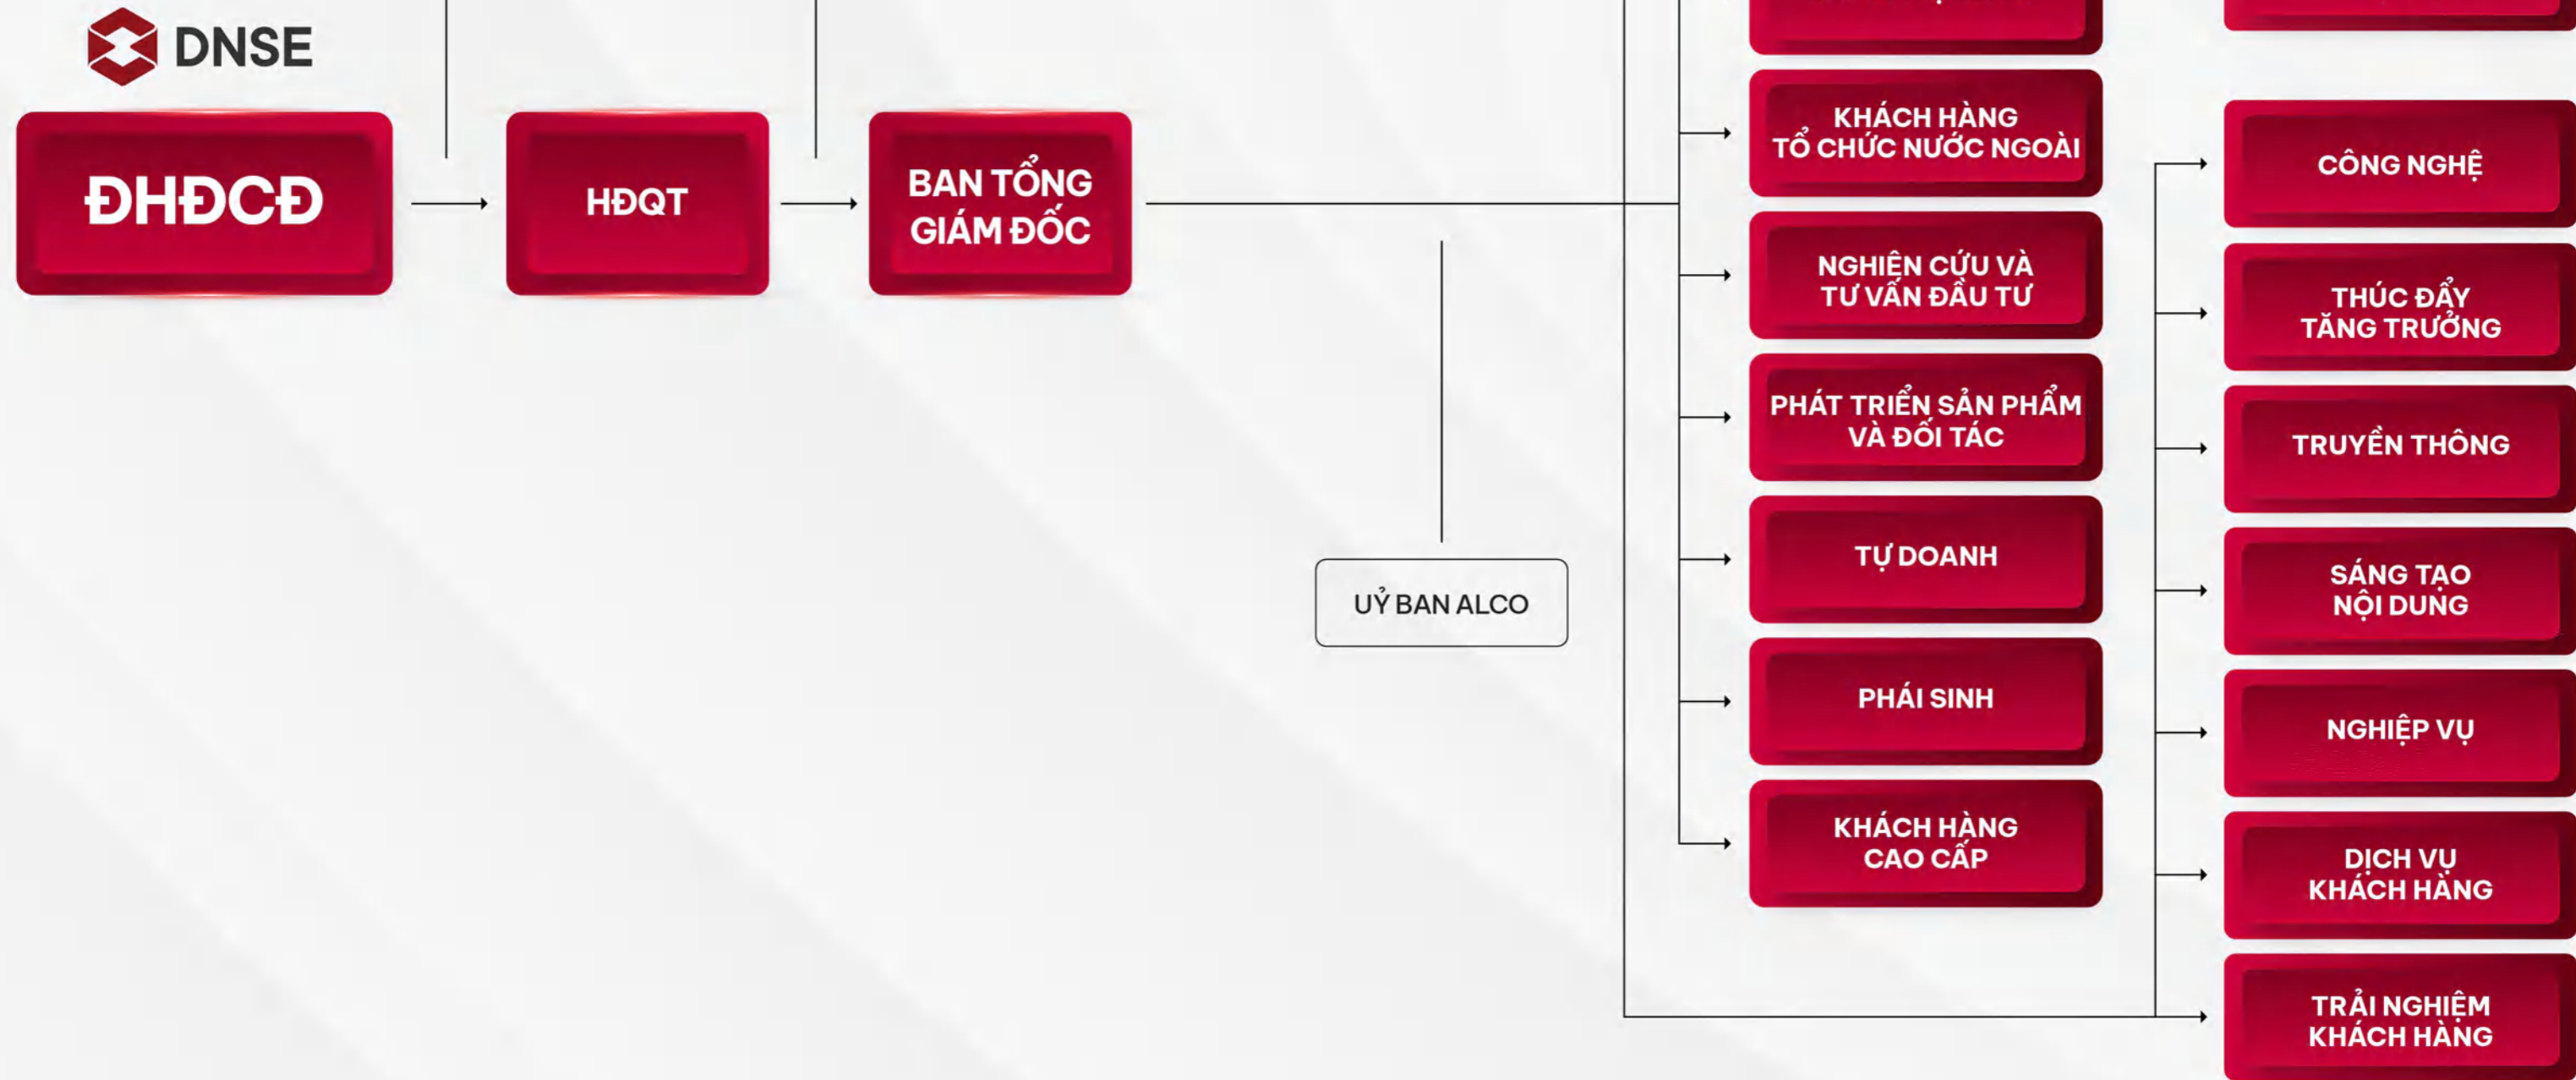 DNSE
ĐHĐCĐ
HĐQT
BAN TỔNG
GIÁM ĐỐC
UỶ BAN ALCO
KHÁCH HÀNG
TỔ CHỨC NƯỚC NGOÀI
NGHIÊN CỨU VÀ
TƯ VẤN ĐẦU TƯ
PHÁT TRIỂN SẢN PHẨM
VÀ ĐỐI TÁC
TỰ DOANH
PHÁI SINH
KHÁCH HÀNG
CAO CẤP
CÔNG NGHỆ
THÚC ĐẨY
TĂNG TRƯỞNG
TRUYỀN THÔNG
SÁNG TẠO
NỘI DUNG
NGHIỆP VỤ
DỊCH VỤ
KHÁCH HÀNG
TRẢI NGHIỆM
KHÁCH HÀNG